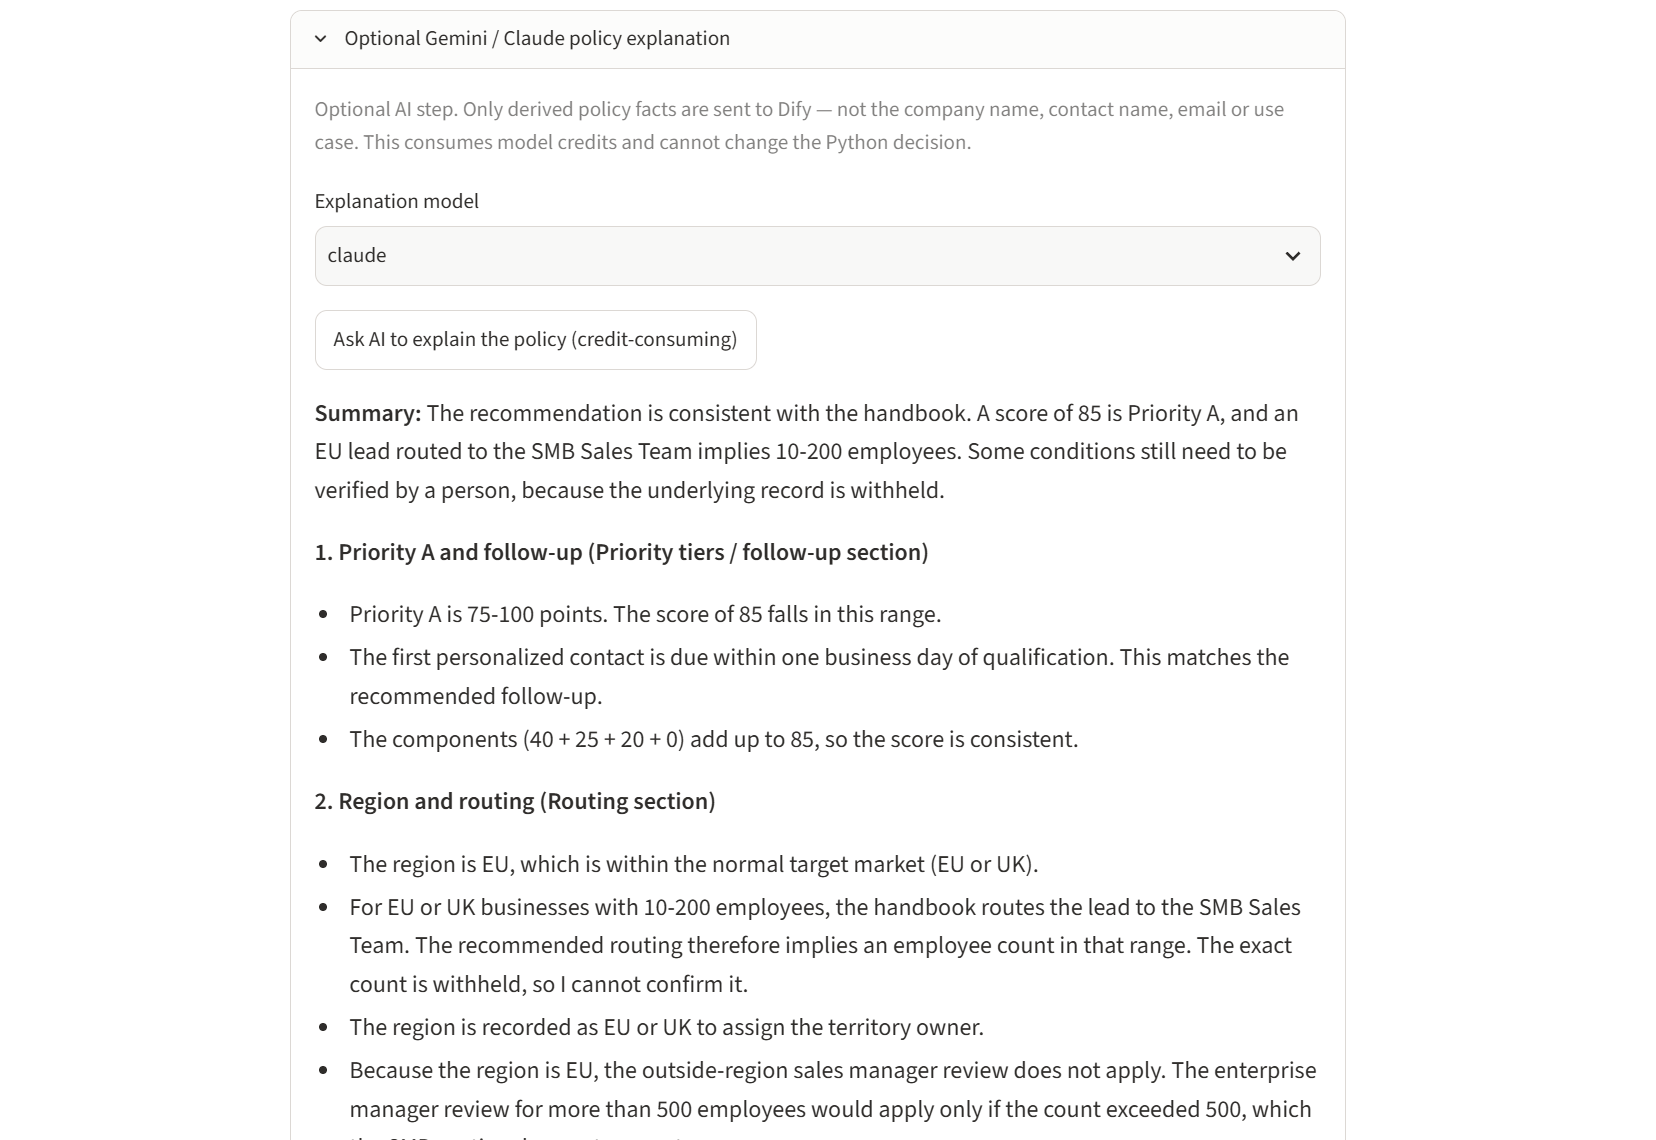 Optional Gemini / Claude policy explanation
Optional AI step. Only derived policy facts are sent to Dify — not the company name, contact name, email or use
case. This consumes model credits and cannot change the Python decision.
Explanation model
claude
Ask AI to explain the policy (credit-consuming)
Summary: The recommendation is consistent with the handbook. A score of 85 is Priority A, and an
EU lead routed to the SMB Sales Team implies 10-200 employees. Some conditions still need to be
verified by a person, because the underlying record is withheld.
1. Priority A and follow-up (Priority tiers / follow-up section)
• Priority A is 75-100 points. The score of 85 falls in this range.
• The first personalized contact is due within one business day of qualification. This matches the
recommended follow-up.
• The components (40 + 25 + 20 + 0) add up to 85, so the score is consistent.
2. Region and routing (Routing section)
• The region is EU, which is within the normal target market (EU or UK).
• For EU or UK businesses with 10-200 employees, the handbook routes the lead to the SMB Sales
Team. The recommended routing therefore implies an employee count in that range. The exact
count is withheld, so I cannot confirm it.
• The region is recorded as EU or UK to assign the territory owner.
• Because the region is EU, the outside-region sales manager review does not apply. The enterprise
manager review for more than 500 employees would apply only if the count exceeded 500, which